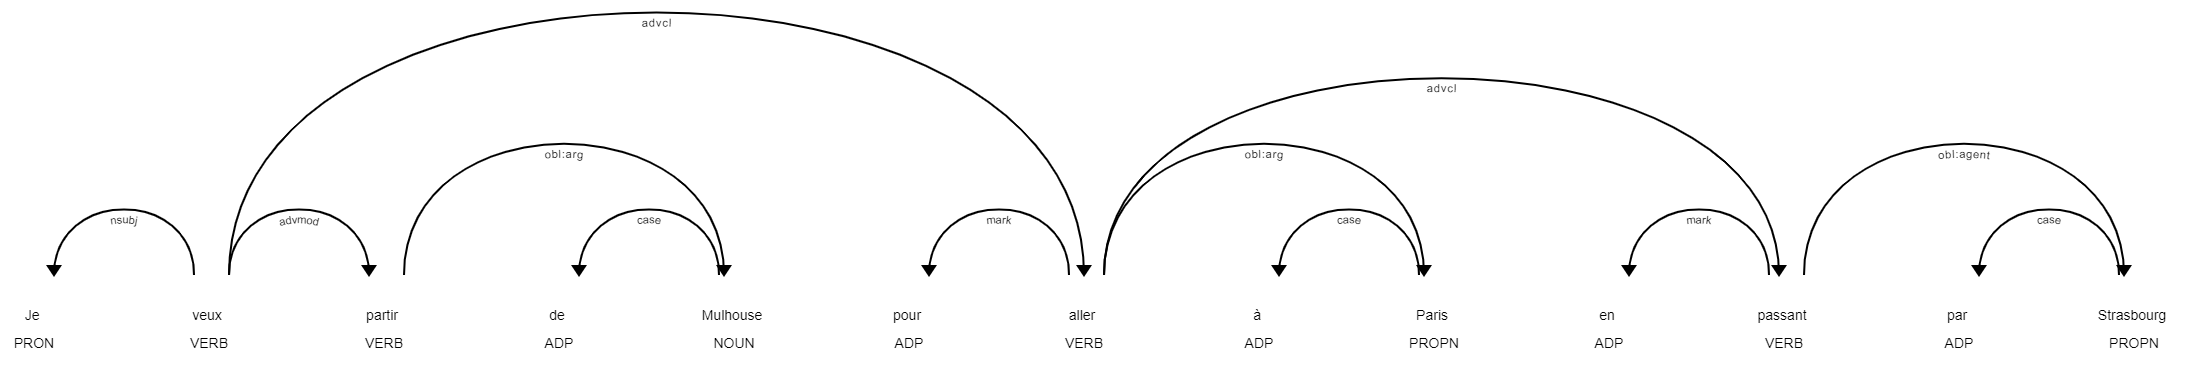 advcl
advcl
obl:arg obl:arg obl:agent
nsubj advmod case mark case mark case
Je veux partir de Mulhouse pour aller à Paris en passant par Strasbourg
PRON VERB VERB ADP NOUN ADP VERB ADP PROPN ADP VERB ADP PROPN